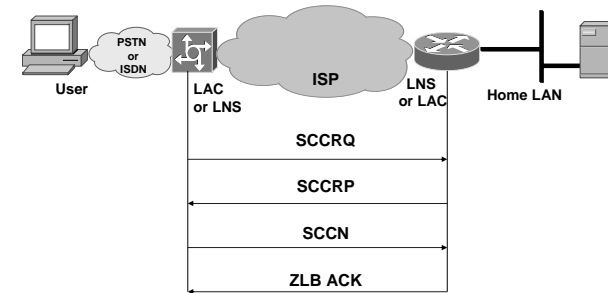 PSTN
or
ISDN
User
LAC
or LNS
ISP
LNS
or LAC
Home LAN
SCCRQ
SCCRP
SCCN
ZLB ACK